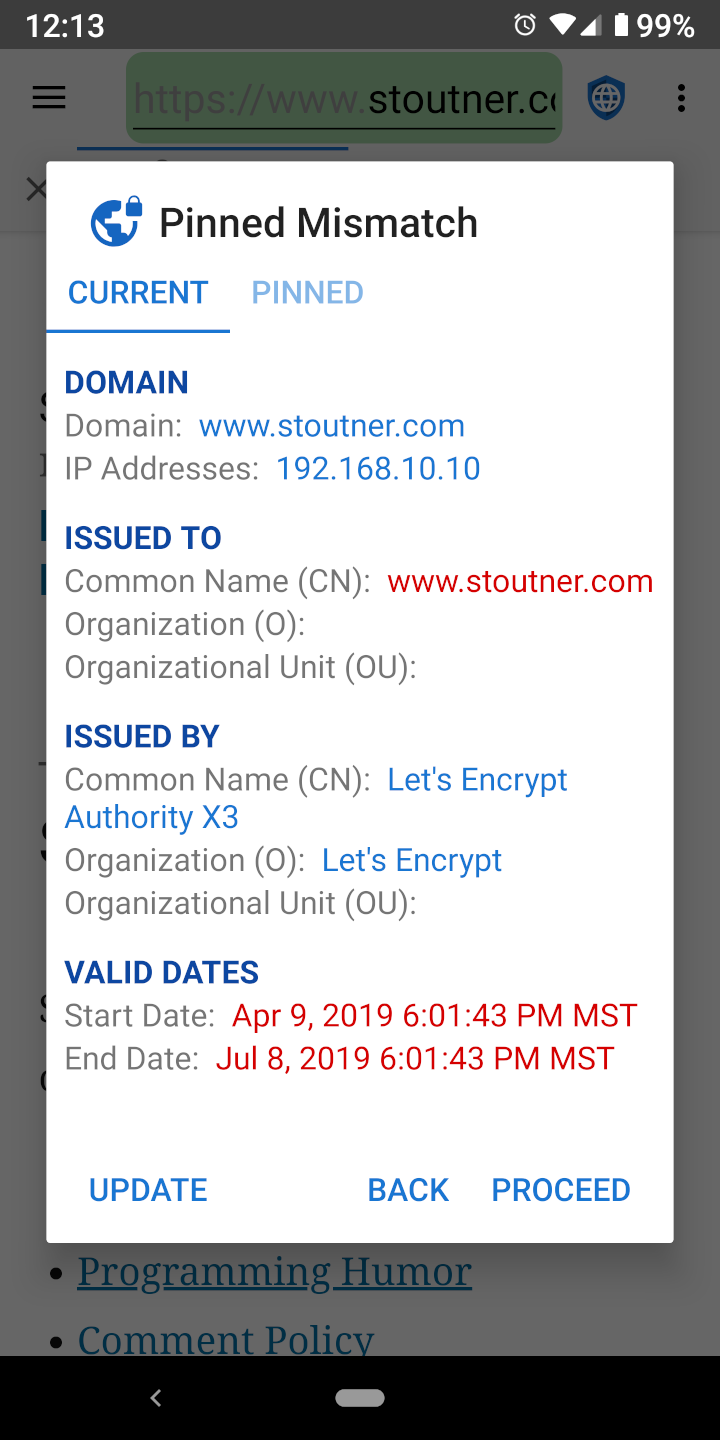 12:13
99%
https://www.stoutner.co
Pinned Mismatch
CURRENT PINNED
DOMAIN
Domain: www.stoutner.com
IP Addresses: 192.168.10.10
ISSUED TO
Common Name (CN): www.stoutner.com
Organization (O):
Organizational Unit (OU):
ISSUED BY
Common Name (CN): Let's Encrypt
Authority X3
Organization (O): Let's Encrypt
Organizational Unit (OU):
VALID DATES
Start Date: Apr 9, 2019 6:01:43 PM MST
End Date: Jul 8, 2019 6:01:43 PM MST
UPDATE BACK PROCEED
Programming Humor
Comment Policy